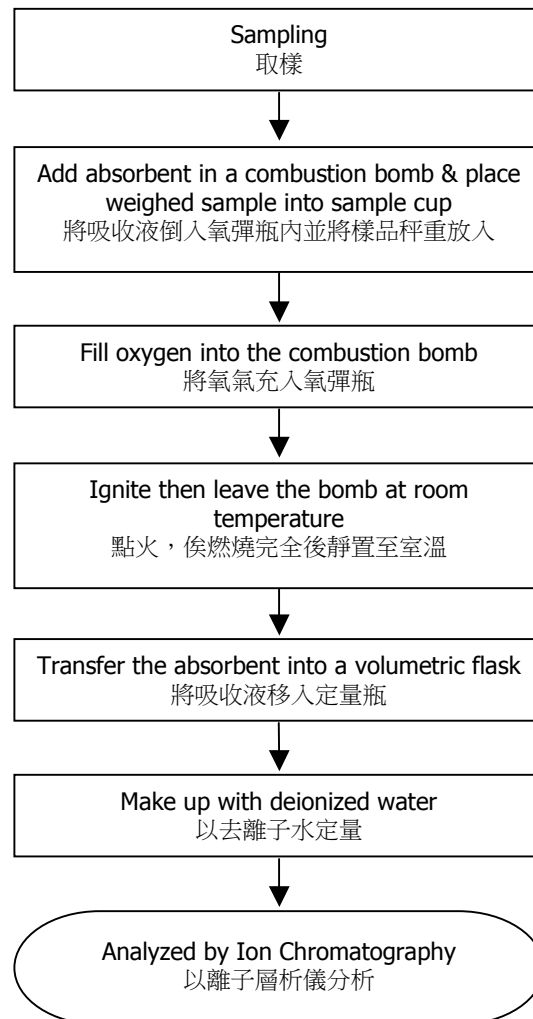 Sampling
取樣
Add absorbent in a combustion bomb & place
weighed sample into sample cup
將吸收液倒入氧彈瓶內並將樣品秤重放入
Fill oxygen into the combustion bomb
將氧氣充入氧彈瓶
Ignite then leave the bomb at room
temperature
點火，俟燃燒完全後靜置至室溫
Transfer the absorbent into a volumetric flask
將吸收液移入定量瓶
Make up with deionized water
以去離子水定量
Analyzed by Ion Chromatography
以離子層析儀分析